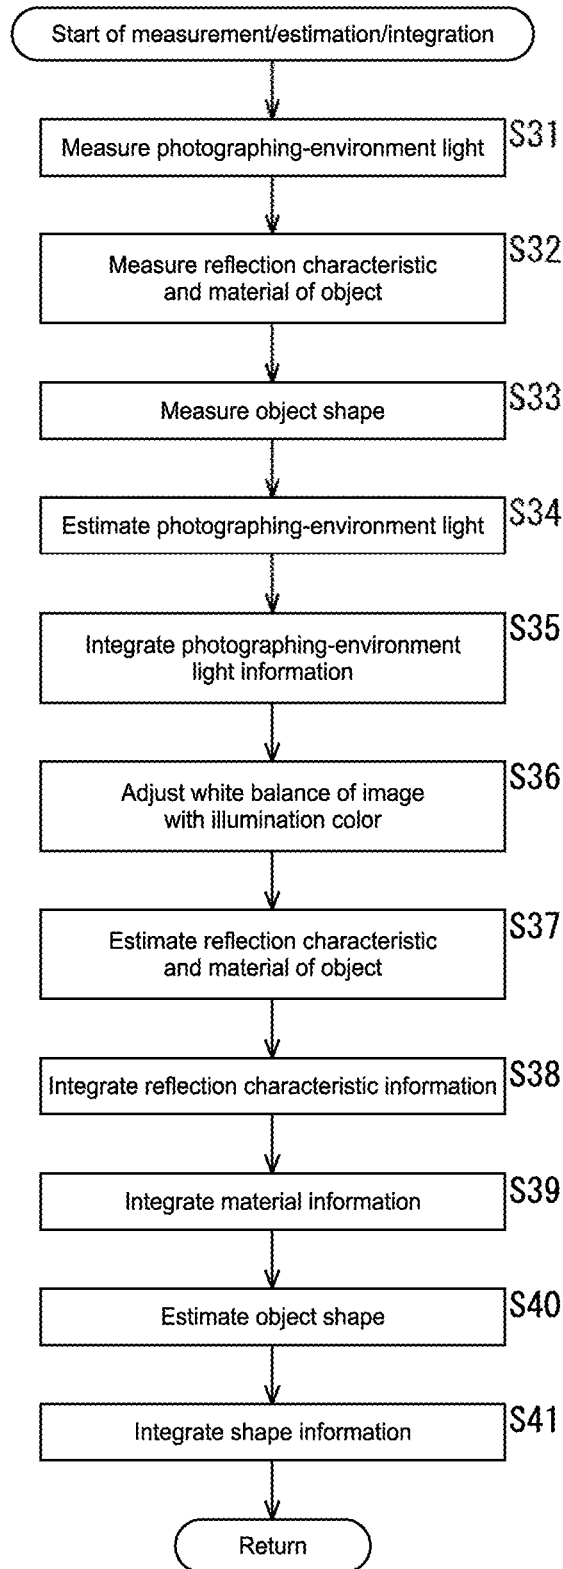 Start of measurement/estimation/integration
S31
Measure photographing-environment light
S32
Measure reflection characteristic
and material of object
S33
Measure object shape
S34
Estimate photographing-environment light
S35
Integrate photographing-environment
light information
S36
Adjust white balance of image
with illumination color
S37
Estimate reflection characteristic
and material of object
S38
Integrate reflection characteristic information
S39
Integrate material information
S40
Estimate object shape
S41
Integrate shape information
Return